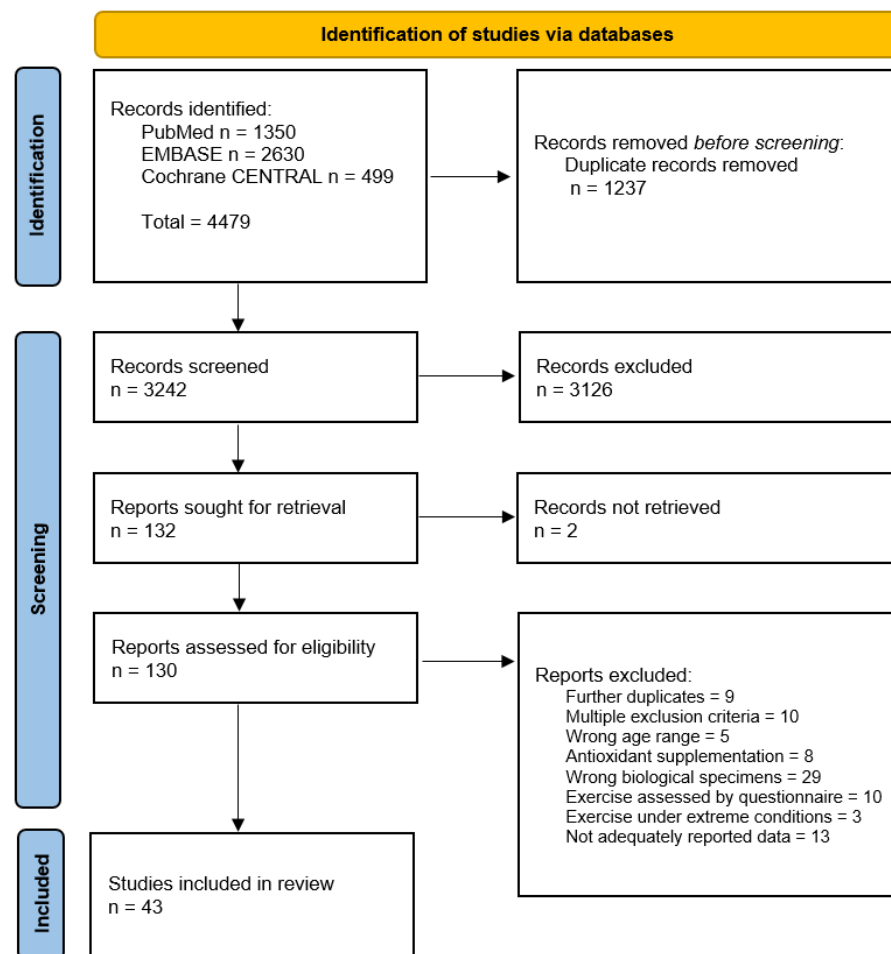 Identification of studies via databases
Identification
Records identified:
PubMed n = 1350
EMBASE n = 2630
Cochrane CENTRAL n = 499
Total = 4479
Records removed before screening:
Duplicate records removed
n = 1237
Screening
Records screened
n = 3242
Records excluded
n = 3126
Reports sought for retrieval
n = 132
Records not retrieved
n = 2
Reports assessed for eligibility
n = 130
Reports excluded:
Further duplicates = 9
Multiple exclusion criteria = 10
Wrong age range = 5
Antioxidant supplementation = 8
Wrong biological specimens = 29
Exercise assessed by questionnaire = 10
Exercise under extreme conditions = 3
Not adequately reported data = 13
Included
Studies included in review
n = 43